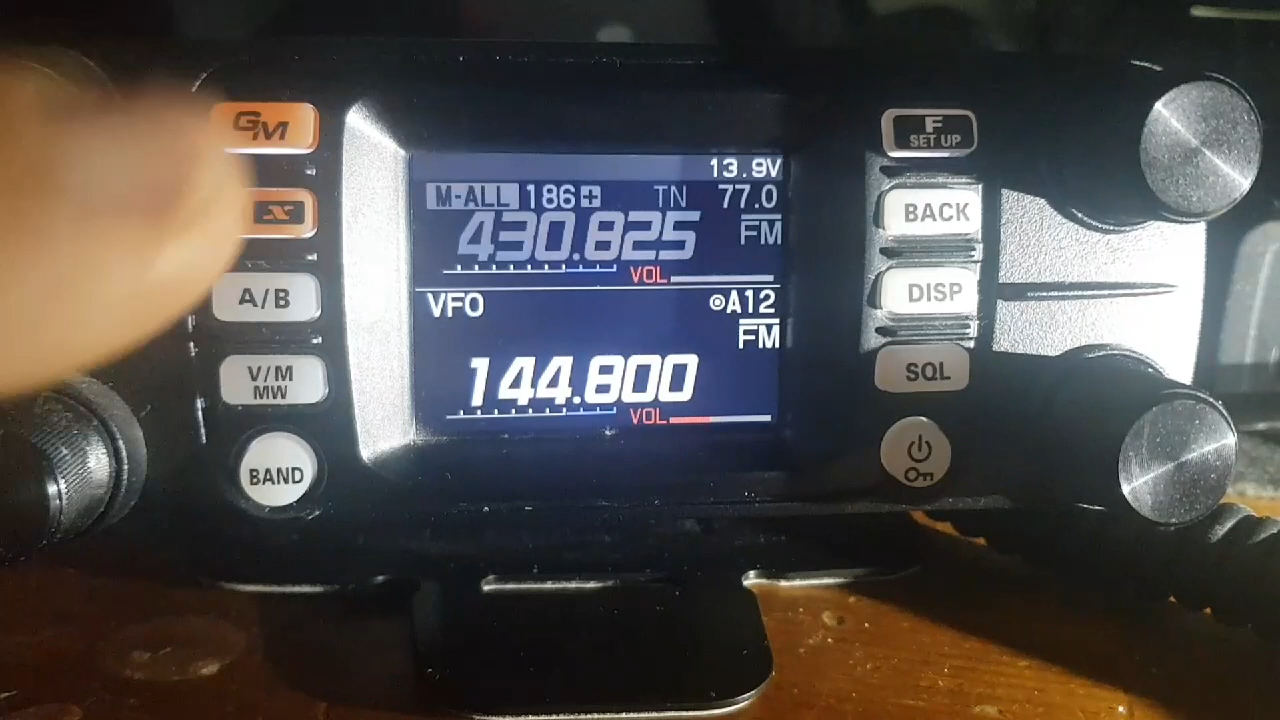 GM
X
A/B
V/M
MW
BAND
13.9V
M-ALL 186+ TN 77.0
430.825 FM
VOL
VFO A12
FM
144.800
VOL
F
SET UP
BACK
DISP
SQL